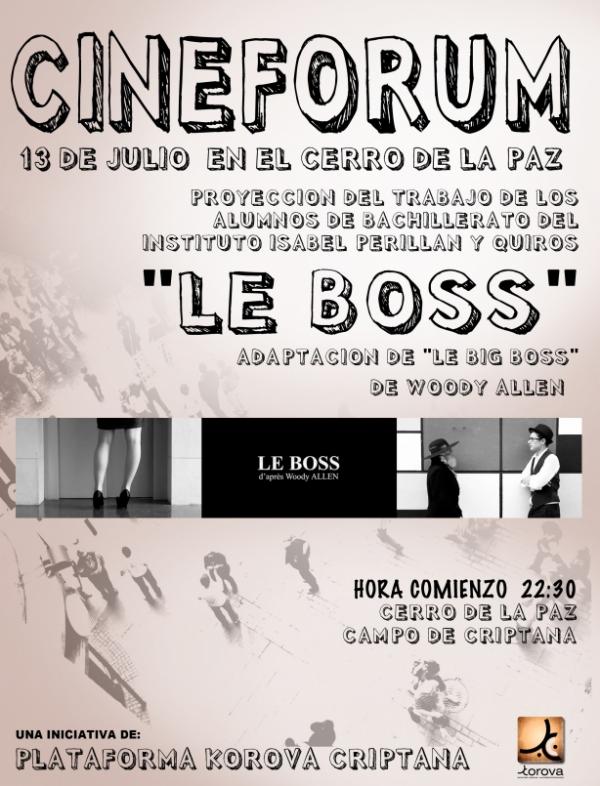 CINEFORUM
13 DE JULIO EN EL CERRO DE LA PAZ
PROYECCION DEL TRABAJO DE LOS
ALUMNOS DE BACHILLERATO DEL
INSTITUTO ISABEL PERILLAN Y QUIROS
"LE BOSS"
ADAPTACION DE "LE BIG BOSS"
DE WOODY ALLEN
LE BOSS
d'après Woody ALLEN
HORA COMIENZO 22:30
CERRO DE LA PAZ
CAMPO DE CRIPTANA
UNA INICIATIVA DE:
PLATAFORMA KOROVA CRIPTANA
korova